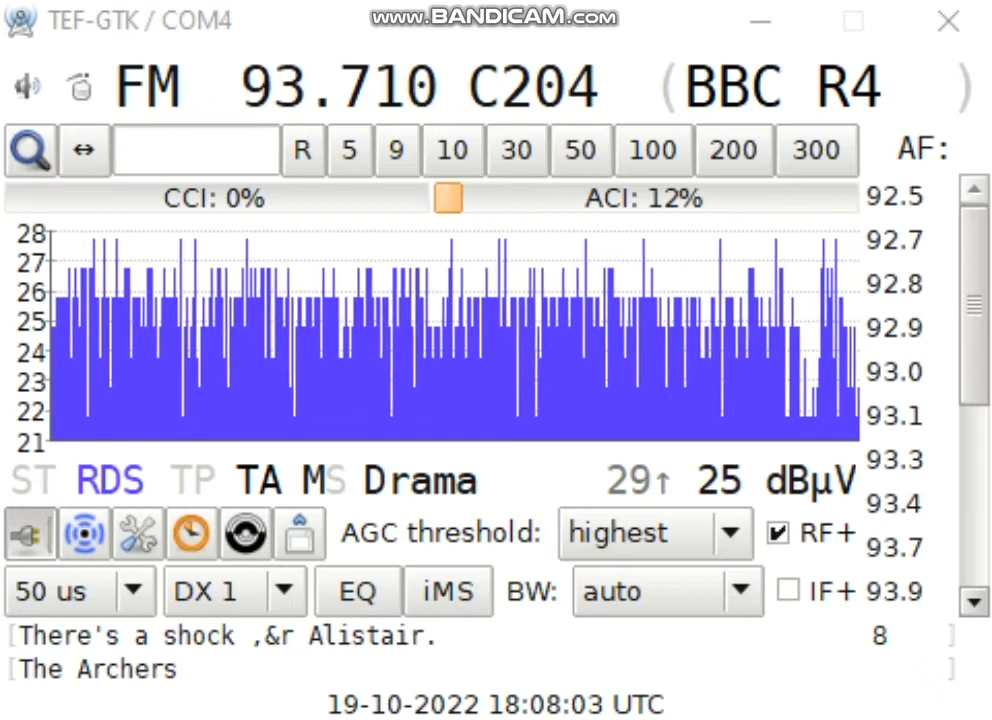 TEF-GTK / COM4
www.BANDICAM.com
FM 93.710 C204 (BBC R4 )
R 5 9 10 30 50 100 200 300 AF:
CCI: 0% ACI: 12%
92.5
92.7
92.8
92.9
93.0
93.1
93.3
93.4
93.7
93.9
28
27
26
25
24
23
22
21
ST RDS TP TA MS Drama 29↑ 25 dBµV
AGC threshold: highest RF+
50 us DX 1 EQ iMS BW: auto IF+
[There's a shock ,&r Alistair. 8 ]
[The Archers ]
19-10-2022 18:08:03 UTC